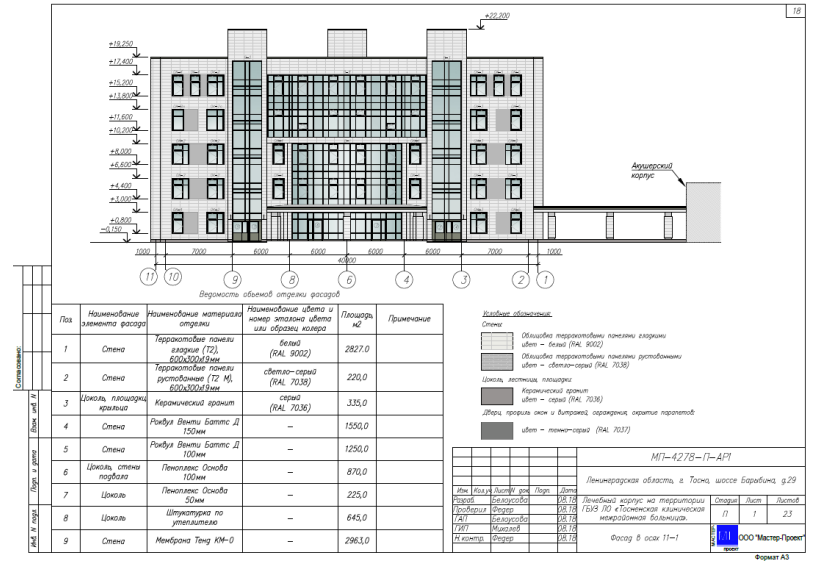 18
+22,200
+19,250
+17,400
+15,200
+13,800
+11,600
+10,200
+8,000
+6,600
+4,400
+3,000
+0,800
-0,150
Акушерский
корпус
1000 7000 6000 6000 6000 6000 7000 1000
40000
11 10 9 8 6 4 3 2 1
Ведомость объемов отделки фасадов
Поз. Наименование элемента фасада Наименование материала отделки Наименование цвета и номер эталона цвета или образец колера Площадь, м2 Примечание
1 Стена Терракотовые панели гладкие (Т2), 600х300х19мм белый (RAL 9002) 2827.0
2 Стена Терракотовые панели рустованные (Т2 М), 600х300х19мм светло-серый (RAL 7038) 220,0
3 Цоколь, площадки, крыльца Керамический гранит серый (RAL 7036) 335,0
4 Стена Роквул Венти Баттс Д 150мм — 1550,0
5 Стена Роквул Венти Баттс Д 100мм — 1250,0
6 Цоколь, стены подвала Пеноплекс Основа 100мм — 870,0
7 Цоколь Пеноплекс Основа 50мм — 225,0
8 Цоколь Штукатурка по утеплителю — 645,0
9 Стена Мембрана Тенд КМ-0 — 2963,0
Условные обозначения:
Стены:
Облицовка терракотовыми панелями гладкими
цвет - белый (RAL 9002)
Облицовка терракотовыми панелями рустованными
цвет - светло-серый (RAL 7038)
Цоколь, лестницы, площадки
Керамический гранит
цвет - серый (RAL 7036)
Двери, профиль окон и витражей, ограждения, окрытие парапетов:
цвет - темно-серый (RAL 7037)
МП-4278-П-АР1
Ленинградская область, г. Тосно, шоссе Барыбина, д.29
Изм. Кол.уч Лист N док Подп. Дата
Разраб. Белоусова 08.18
Проверил Федер 08.18
ГАП Белоусова 08.18
ГИП Михалев 08.18
Н.контр. Федер 08.18
Лечебный корпус на территории
ГБУЗ ЛО «Тосненская клиническая
межрайонная больница».
Стадия Лист Листов
П 1 23
Фасад в осях 11-1
МАСТЕР
проект
ООО "Мастер-Проект"
Формат А3
Согласовано:
Взам. инв. N
Подп. и дата
Инв. N подл.